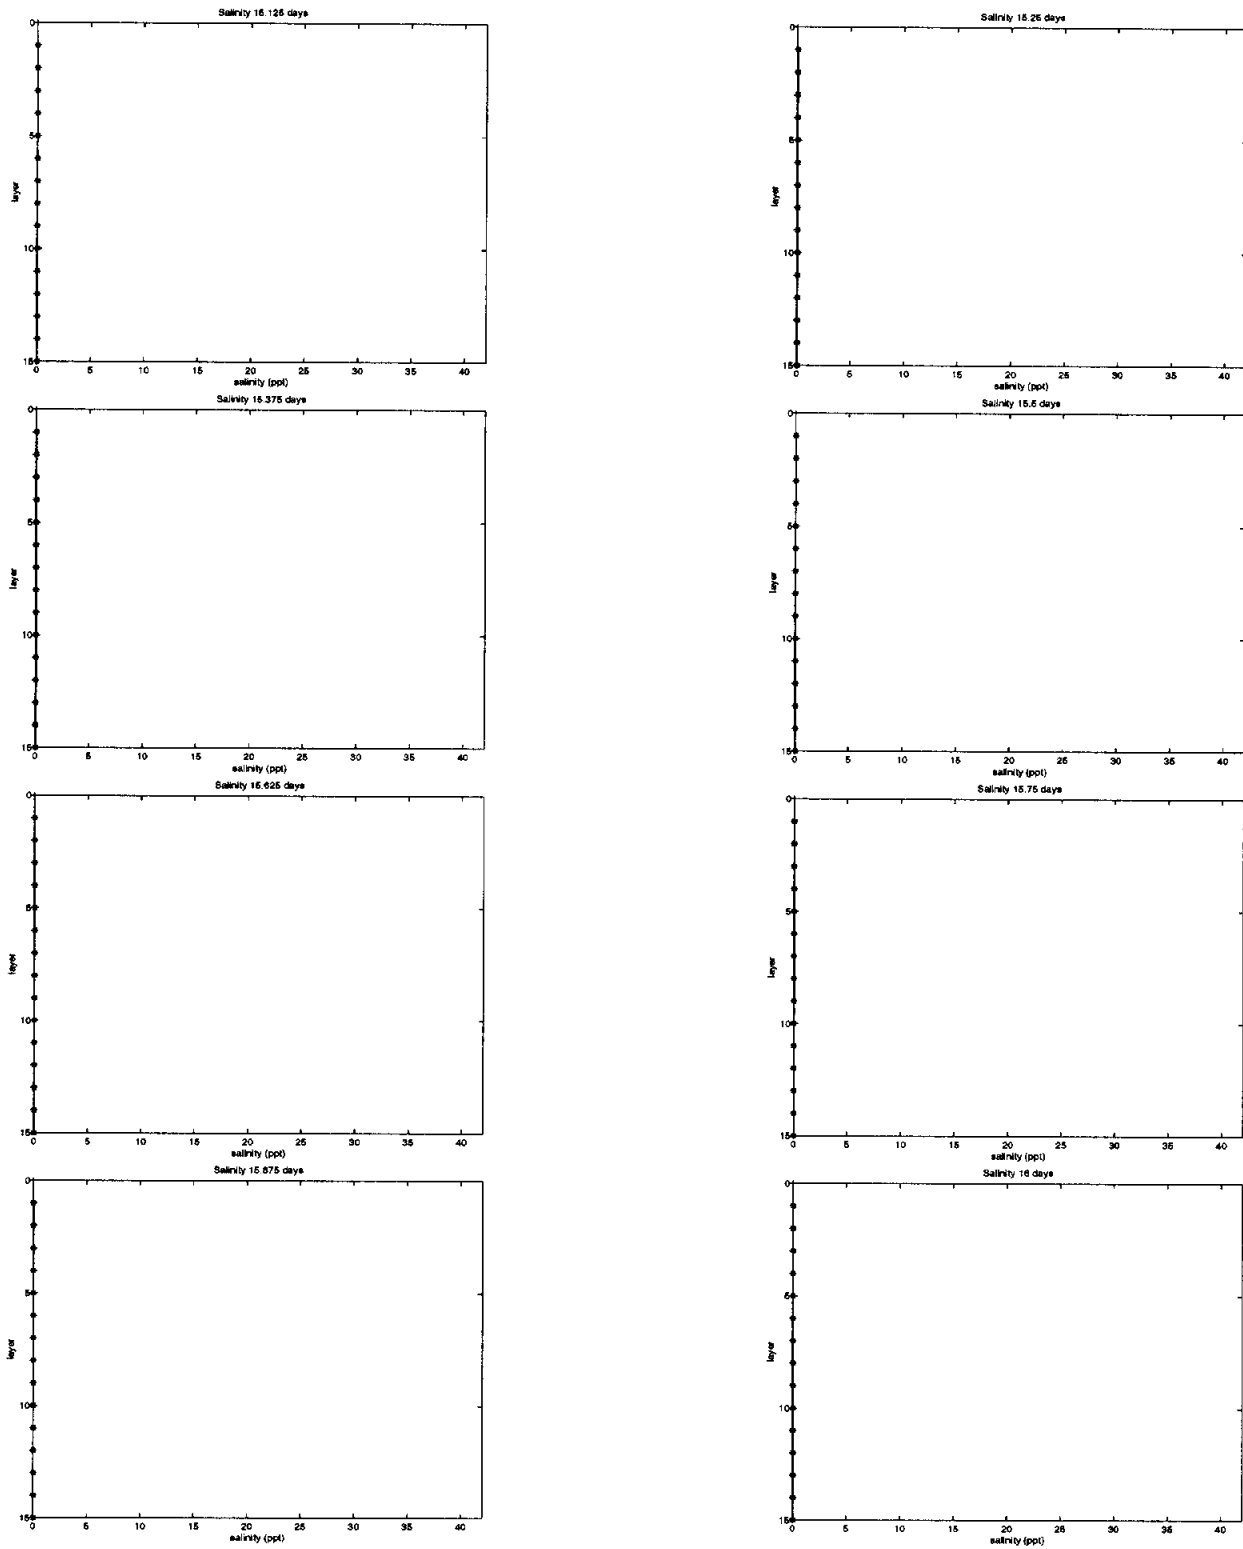 Salinity 15.125 days
0
5
10
15
layer
0 5 10 15 20 25 30 35 40
salinity (ppt)
Salinity 15.25 days
0
5
10
15
layer
0 5 10 15 20 25 30 35 40
salinity (ppt)
Salinity 15.375 days
0
5
10
15
layer
0 5 10 15 20 25 30 35 40
salinity (ppt)
Salinity 15.5 days
0
5
10
15
layer
0 5 10 15 20 25 30 35 40
salinity (ppt)
Salinity 15.625 days
0
5
10
15
layer
0 5 10 15 20 25 30 35 40
salinity (ppt)
Salinity 15.75 days
0
5
10
15
layer
0 5 10 15 20 25 30 35 40
salinity (ppt)
Salinity 15.875 days
0
5
10
15
layer
0 5 10 15 20 25 30 35 40
salinity (ppt)
Salinity 16 days
0
5
10
15
layer
0 5 10 15 20 25 30 35 40
salinity (ppt)